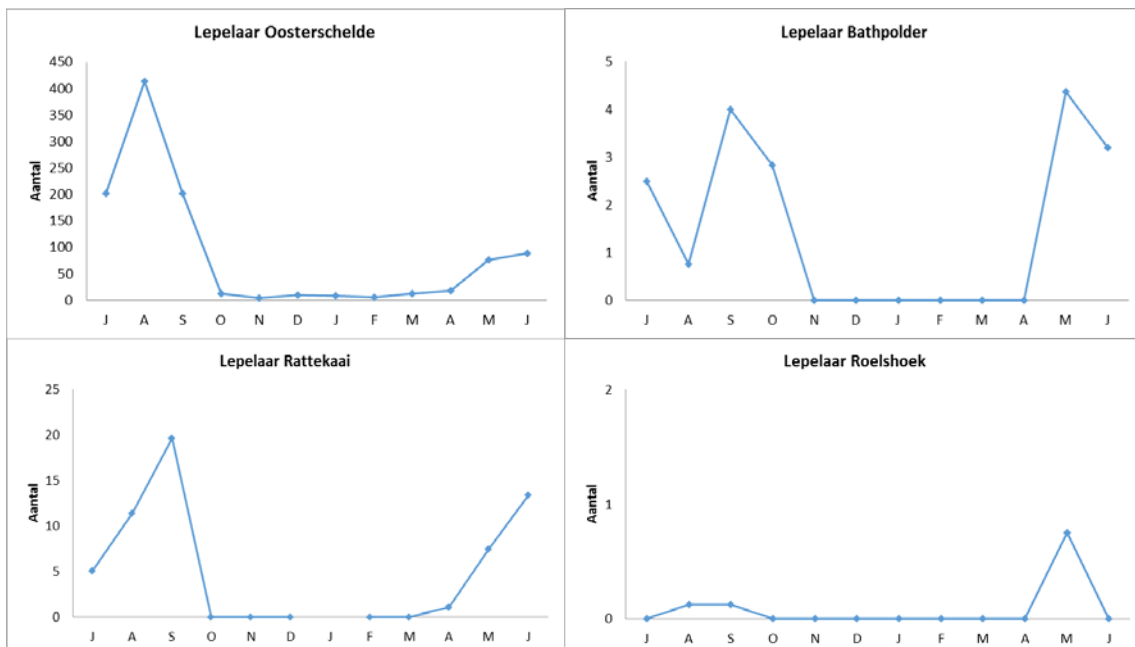 Lepelaar Oosterschelde
Aantal
450
400
350
300
250
200
150
100
50
0
J A S O N D J F M A M J
Lepelaar Bathpolder
Aantal
5
4
3
2
1
0
J A S O N D J F M A M J
Lepelaar Rattekaai
Aantal
25
20
15
10
5
0
J A S O N D J F M A M J
Lepelaar Roelshoek
Aantal
2
1
0
J A S O N D J F M A M J